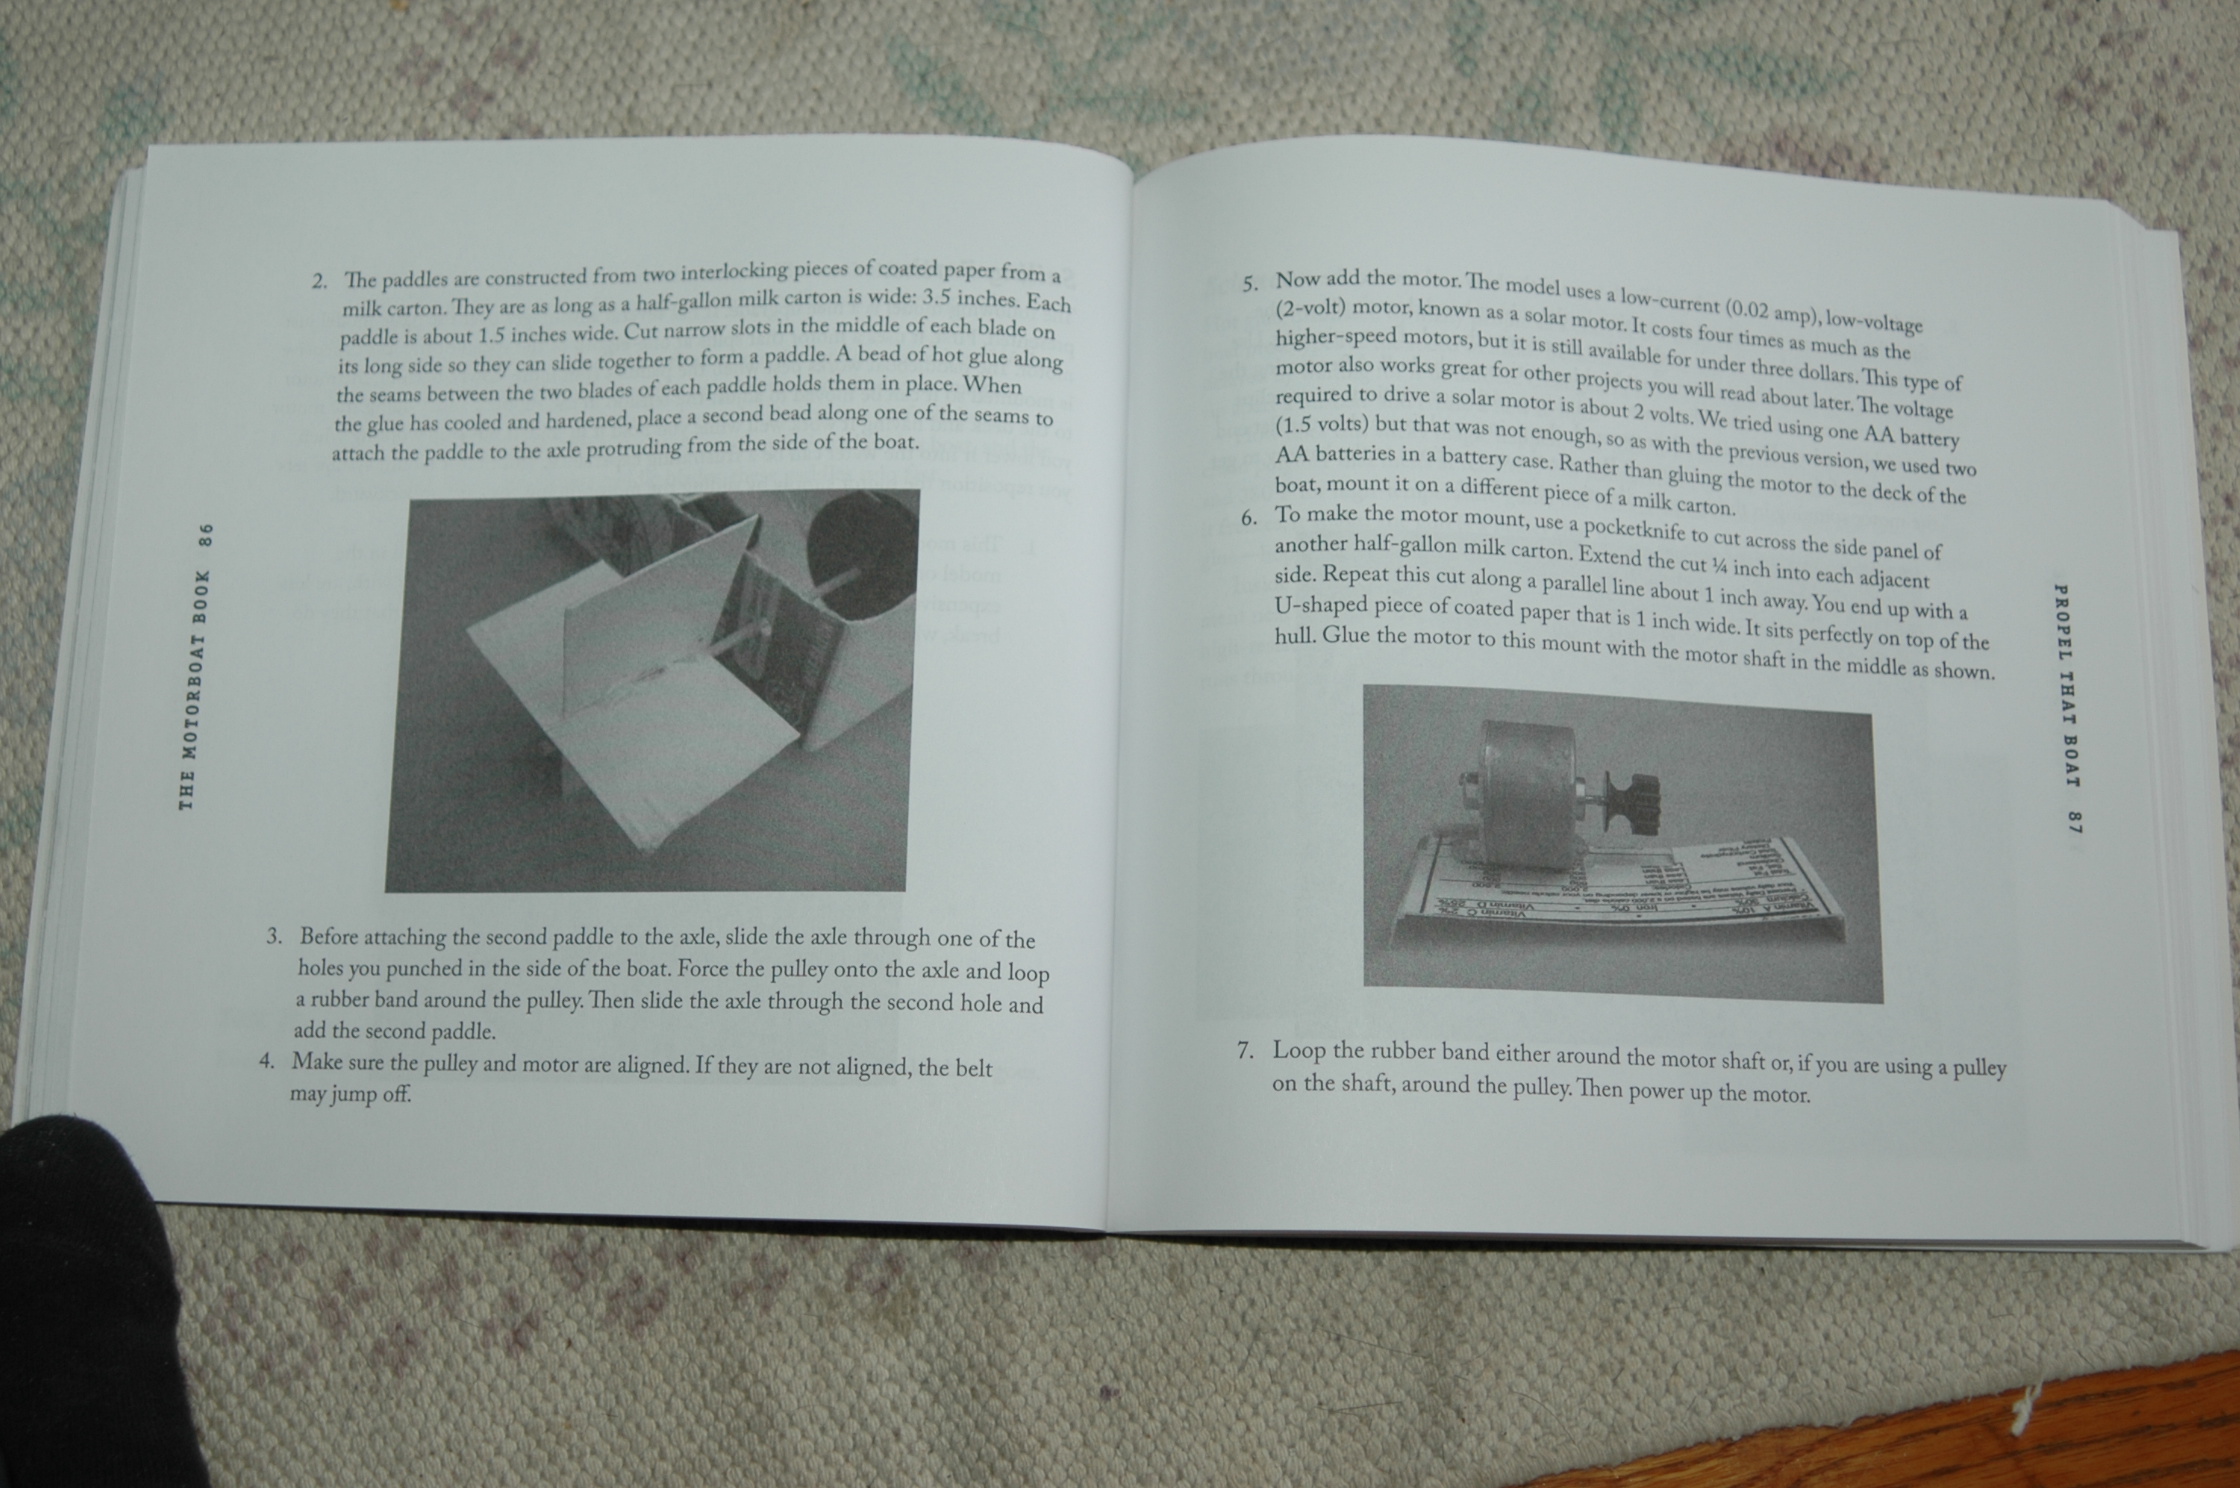 THE MOTORBOAT BOOK 86
2. The paddles are constructed from two interlocking pieces of coated paper from a
milk carton. They are as long as a half-gallon milk carton is wide: 3.5 inches. Each
paddle is about 1.5 inches wide. Cut narrow slots in the middle of each blade on
its long side so they can slide together to form a paddle. A bead of hot glue along
the seams between the two blades of each paddle holds them in place. When
the glue has cooled and hardened, place a second bead along one of the seams to
attach the paddle to the axle protruding from the side of the boat.
3. Before attaching the second paddle to the axle, slide the axle through one of the
holes you punched in the side of the boat. Force the pulley onto the axle and loop
a rubber band around the pulley. Then slide the axle through the second hole and
add the second paddle.
4. Make sure the pulley and motor are aligned. If they are not aligned, the belt
may jump off.
5. Now add the motor. The model uses a low-current (0.02 amp), low-voltage
(2-volt) motor, known as a solar motor. It costs four times as much as the
higher-speed motors, but it is still available for under three dollars. This type of
motor also works great for other projects you will read about later. The voltage
required to drive a solar motor is about 2 volts. We tried using one AA battery
(1.5 volts) but that was not enough, so as with the previous version, we used two
AA batteries in a battery case. Rather than gluing the motor to the deck of the
boat, mount it on a different piece of a milk carton.
6. To make the motor mount, use a pocketknife to cut across the side panel of
another half-gallon milk carton. Extend the cut ¼ inch into each adjacent
side. Repeat this cut along a parallel line about 1 inch away. You end up with a
U-shaped piece of coated paper that is 1 inch wide. It sits perfectly on top of the
hull. Glue the motor to this mount with the motor shaft in the middle as shown.
Iron 0%
Vitamin C
Vitamin D 25%
7. Loop the rubber band either around the motor shaft or, if you are using a pulley
on the shaft, around the pulley. Then power up the motor.
PROPEL THAT BOAT 87